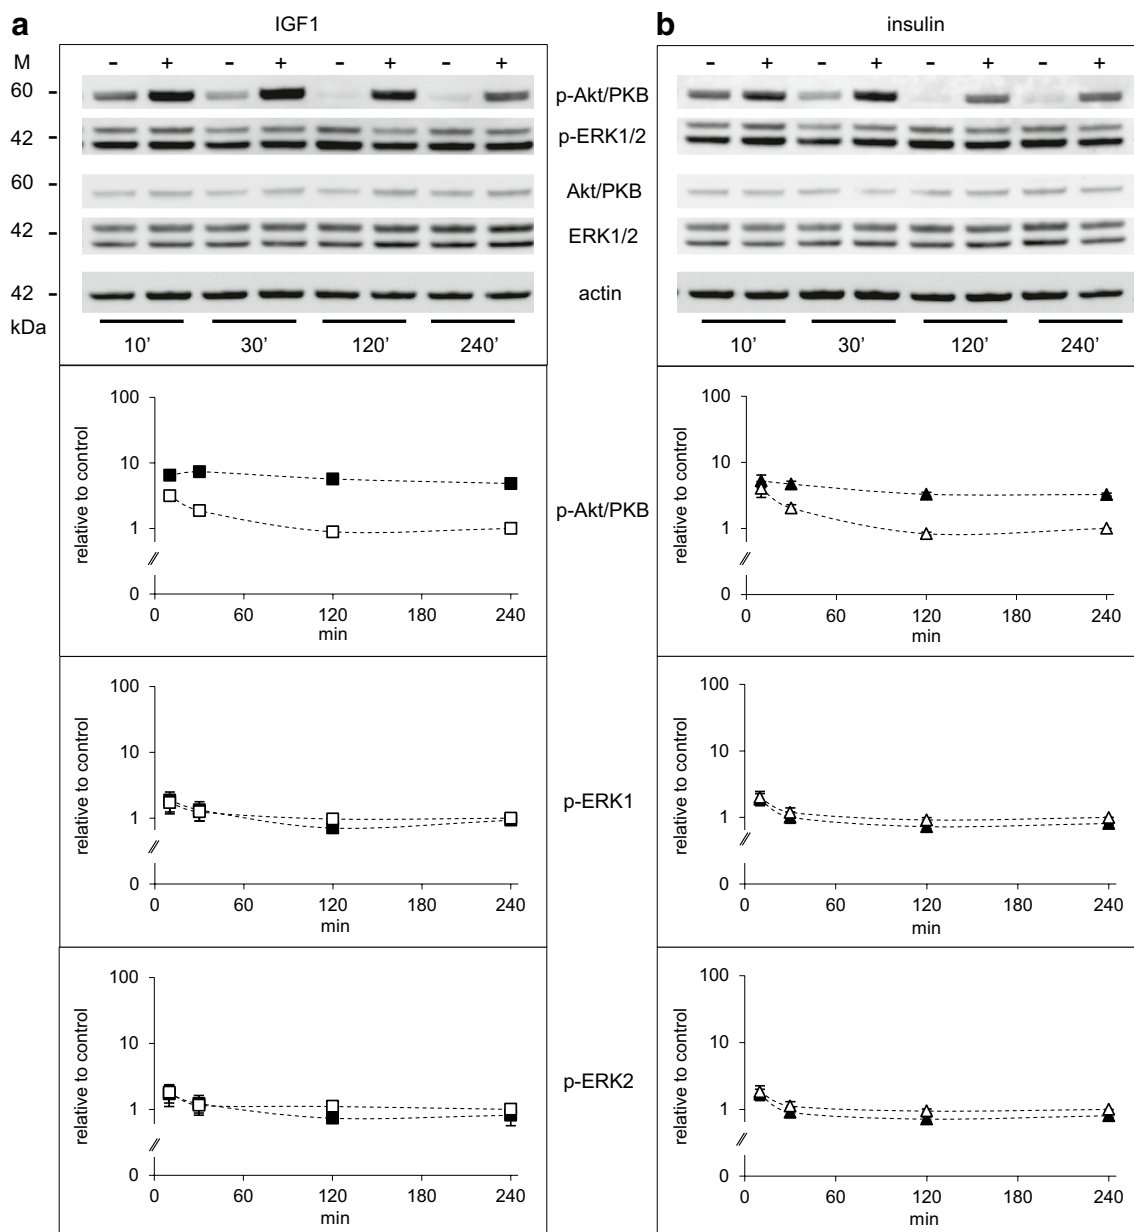 a IGF1 b insulin
M - + - + - + - + - + - + - + - +
60 - p-Akt/PKB
42 - p-ERK1/2
60 - Akt/PKB
42 - ERK1/2
42 - actin
kDa
10' 30' 120' 240' 10' 30' 120' 240'
100 100
10 10
relative to control p-Akt/PKB relative to control
1 1
// //
0 0
0 60 120 180 240 0 60 120 180 240
min min
100 100
10 10
relative to control p-ERK1 relative to control
1 1
// //
0 0
0 60 120 180 240 0 60 120 180 240
min min
100 100
10 10
relative to control p-ERK2 relative to control
1 1
// //
0 0
0 60 120 180 240 0 60 120 180 240
min min